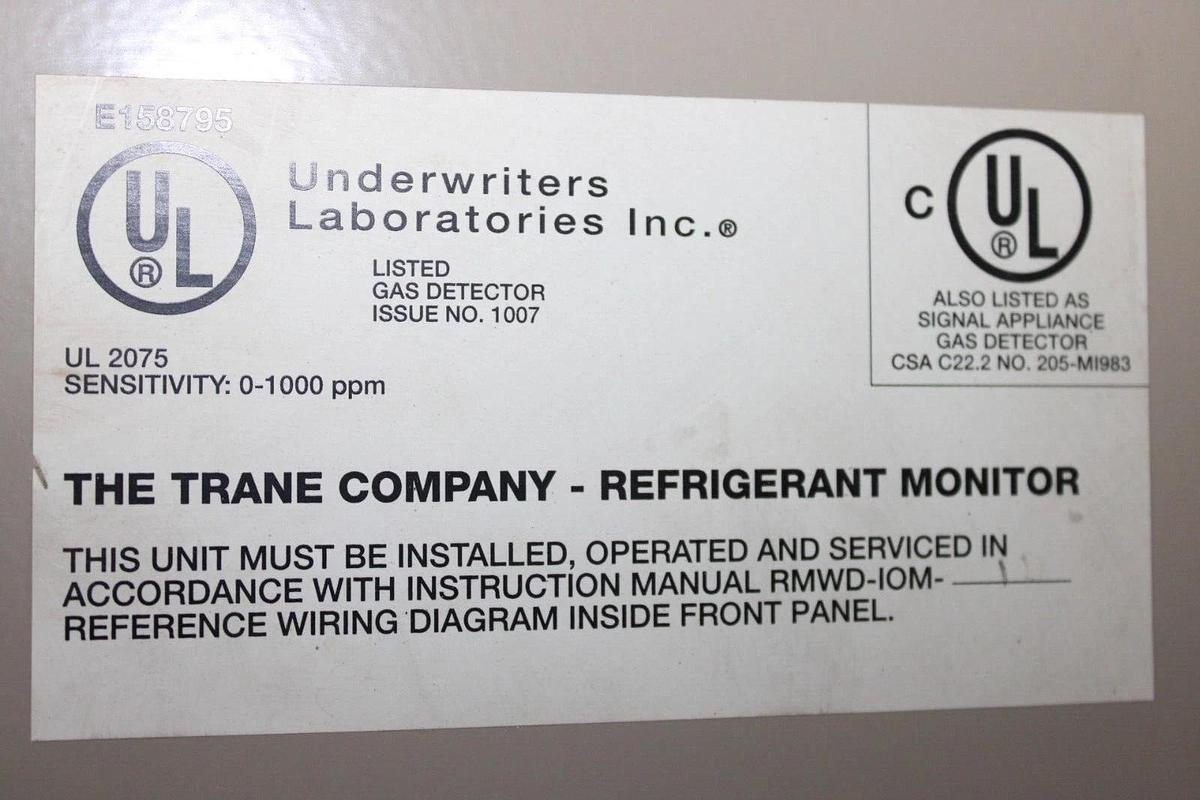 E158795
UL
®
Underwriters
Laboratories Inc.®
LISTED
GAS DETECTOR
ISSUE NO. 1007
UL 2075
SENSITIVITY: 0-1000 ppm
C UL
®
ALSO LISTED AS
SIGNAL APPLIANCE
GAS DETECTOR
CSA C22.2 NO. 205-MI983
THE TRANE COMPANY - REFRIGERANT MONITOR
THIS UNIT MUST BE INSTALLED, OPERATED AND SERVICED IN
ACCORDANCE WITH INSTRUCTION MANUAL RMWD-IOM-
REFERENCE WIRING DIAGRAM INSIDE FRONT PANEL.